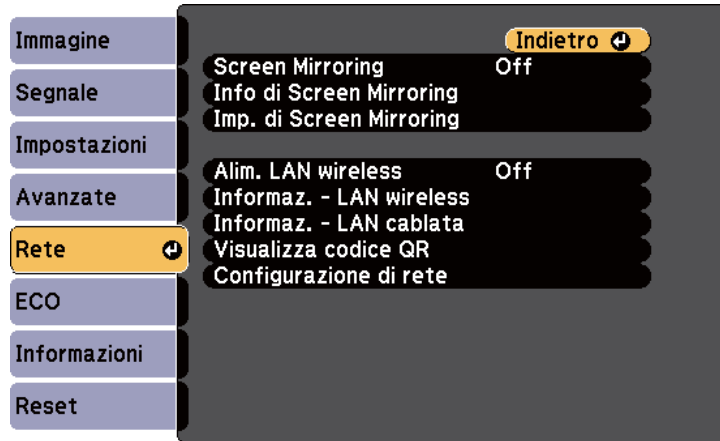 Immagine
Segnale
Impostazioni
Avanzate
Rete
ECO
Informazioni
Reset
Indietro
Screen Mirroring Off
Info di Screen Mirroring
Imp. di Screen Mirroring
Alim. LAN wireless Off
Informaz. - LAN wireless
Informaz. - LAN cablata
Visualizza codice QR
Configurazione di rete